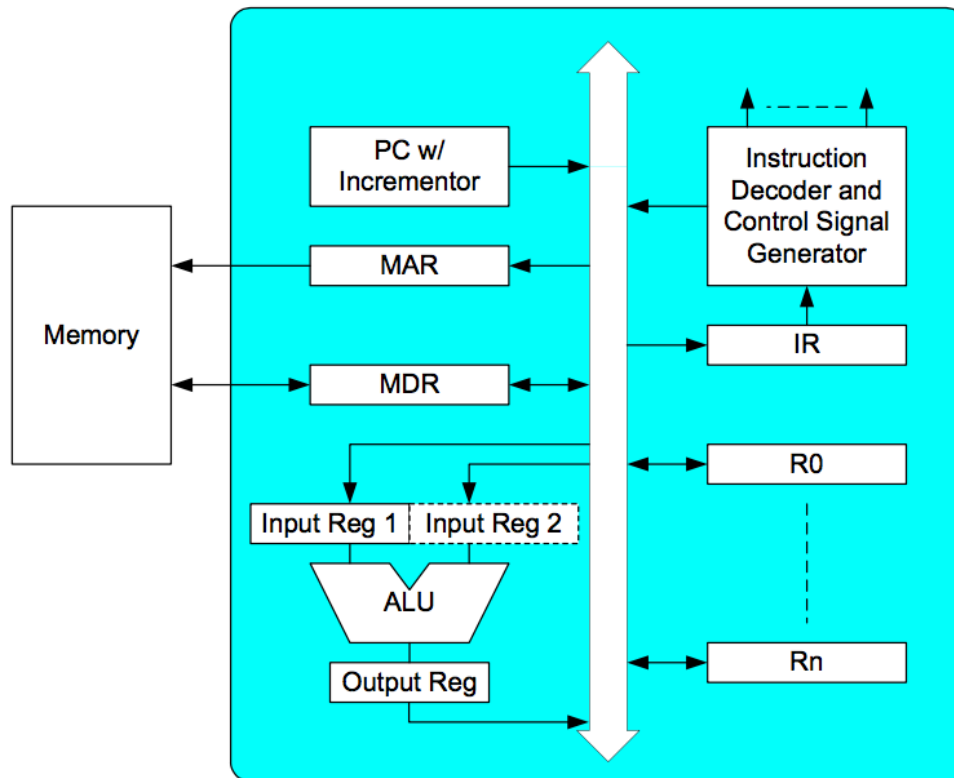 PC w/
Incrementor
Instruction
Decoder and
Control Signal
Generator
MAR
Memory
IR
MDR
R0
Input Reg 1
Input Reg 2
ALU
Rn
Output Reg